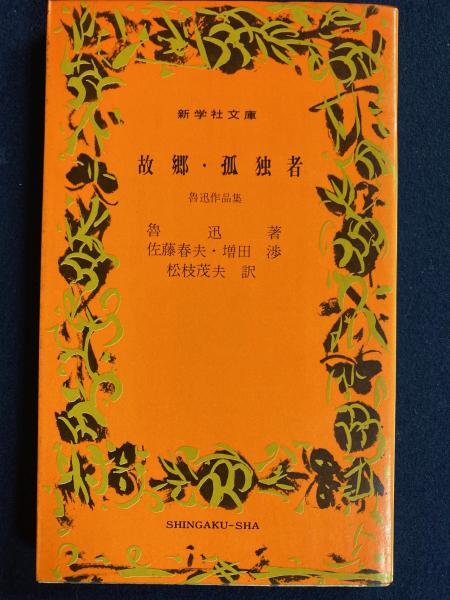 新学社文庫
故郷・孤独者
魯迅作品集
魯迅 著
佐藤春夫・増田 渉
松枝茂夫 訳
SHINGAKU-SHA